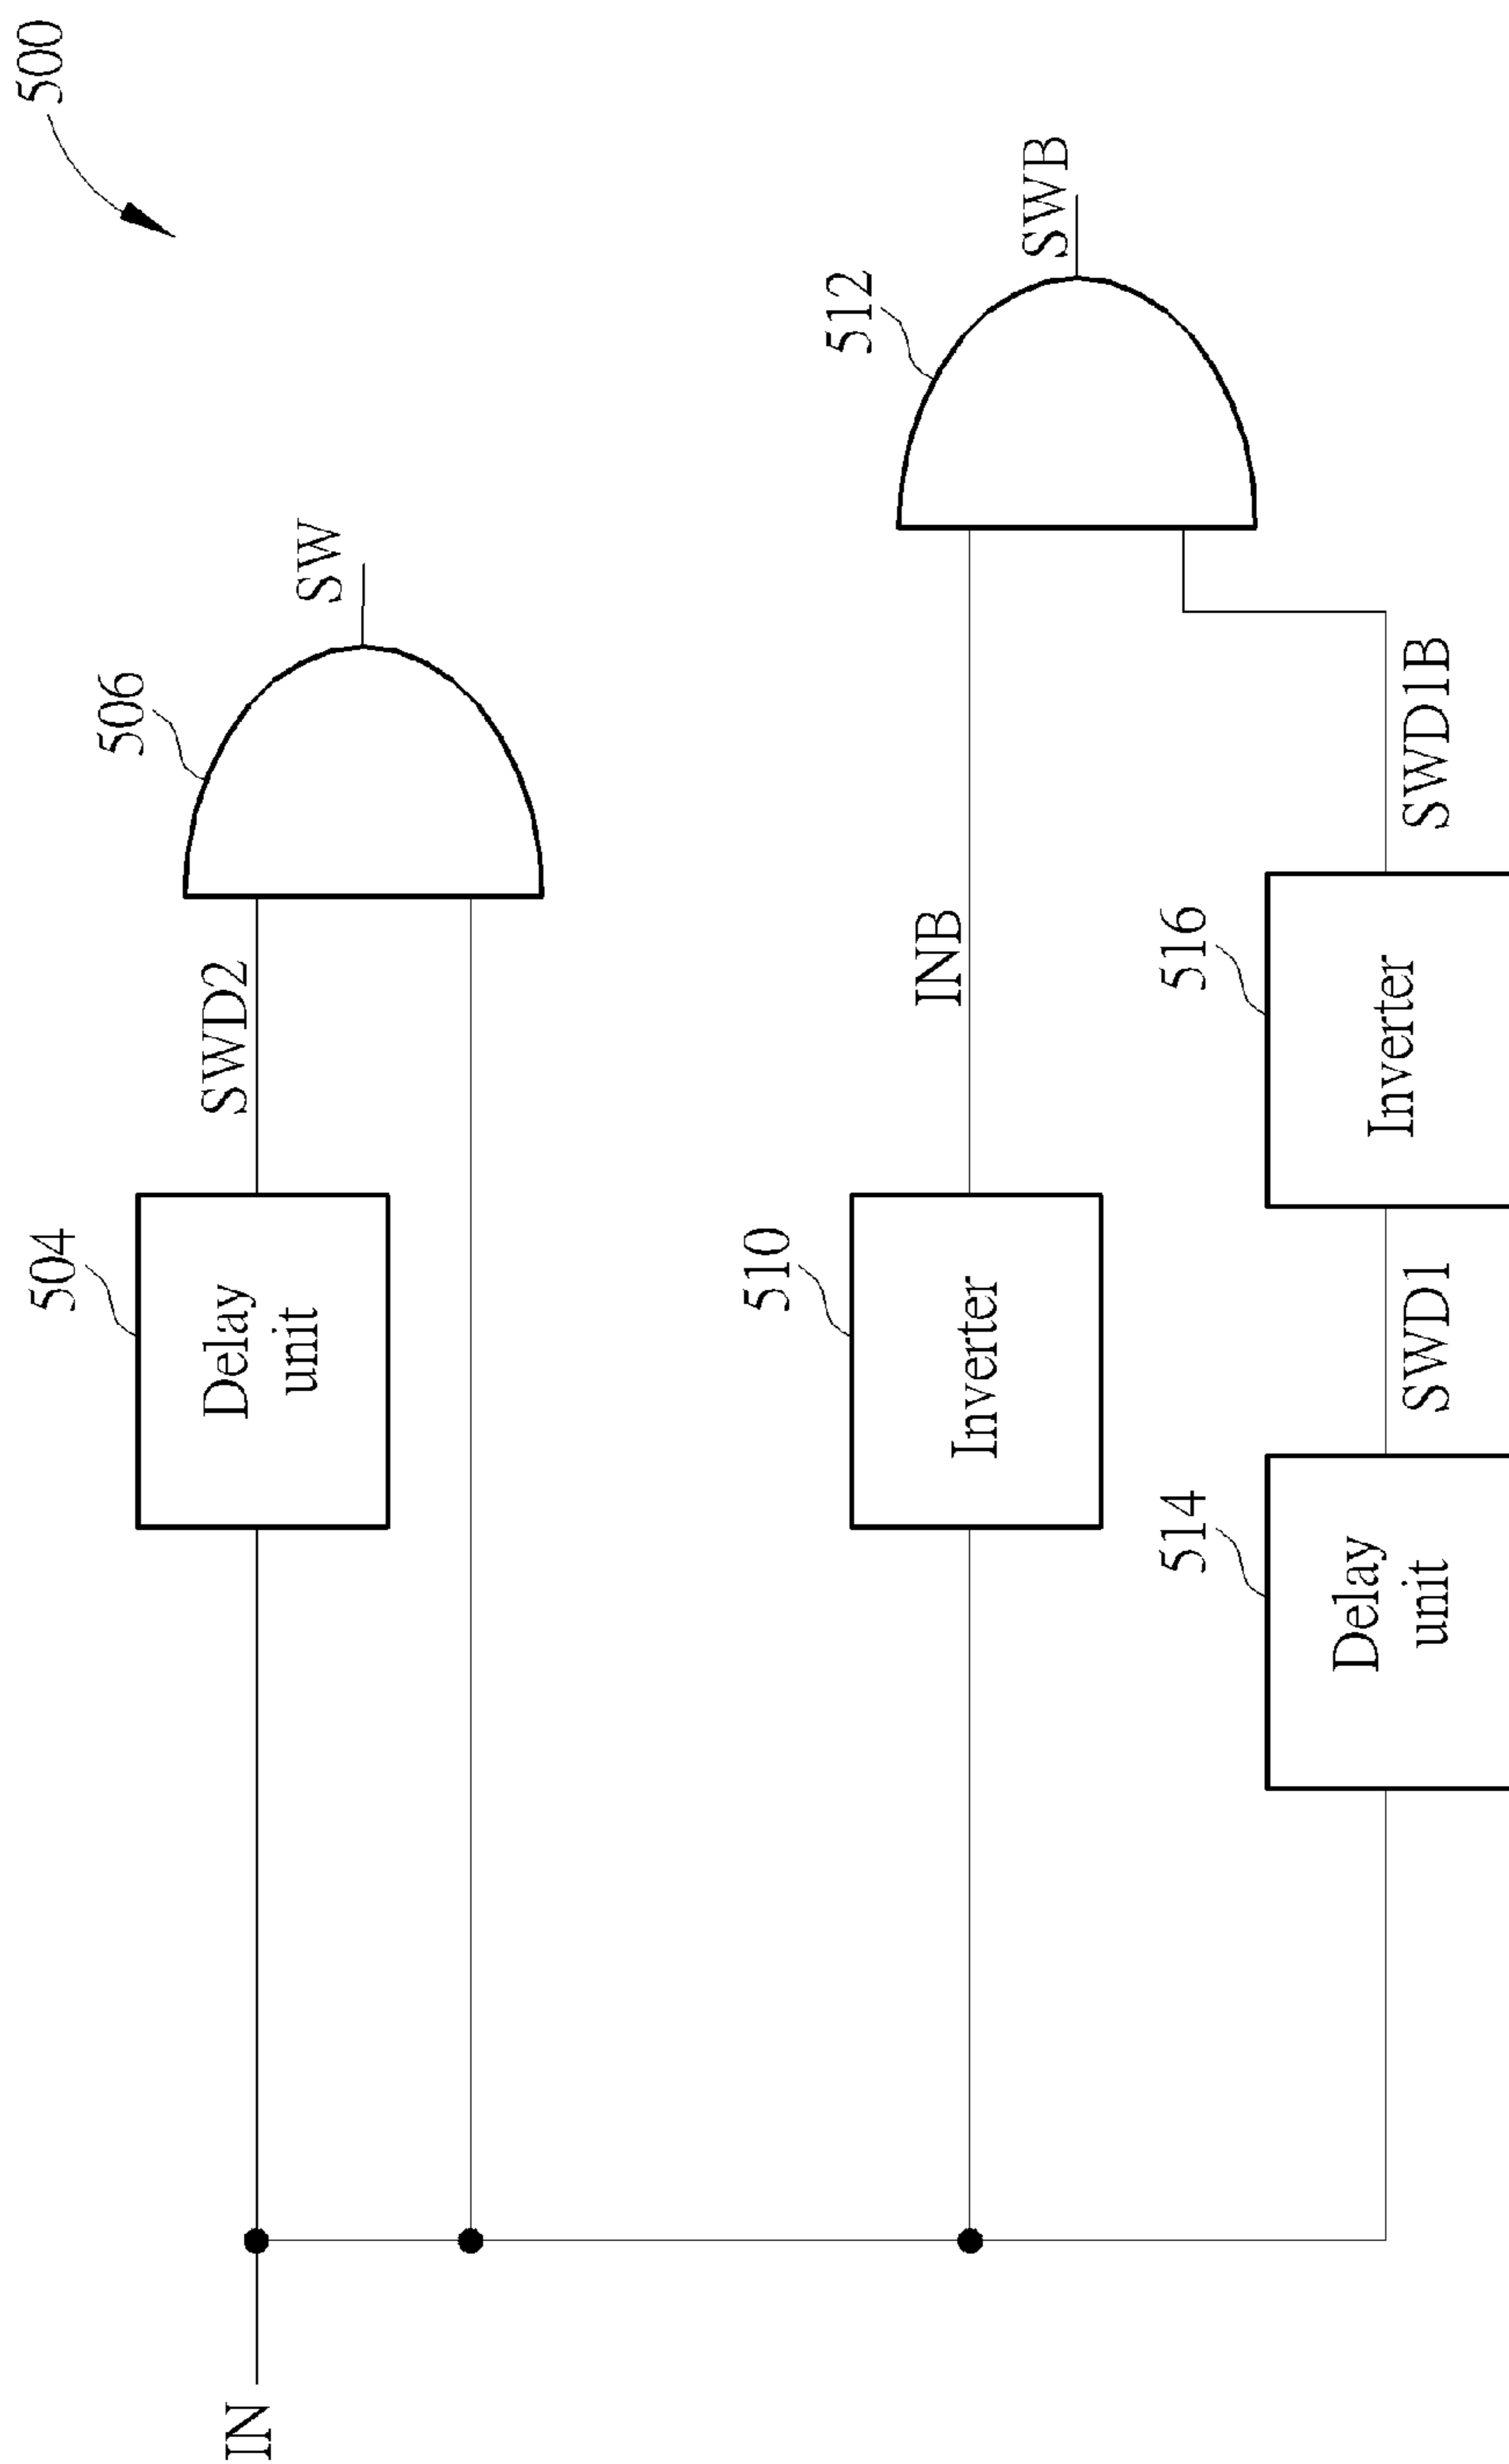 500
504
Delay
unit
SWD2
506
SW
IN
510
Inverter
INB
512
SWB
514
Delay
unit
SWD1
516
Inverter
SWD1B